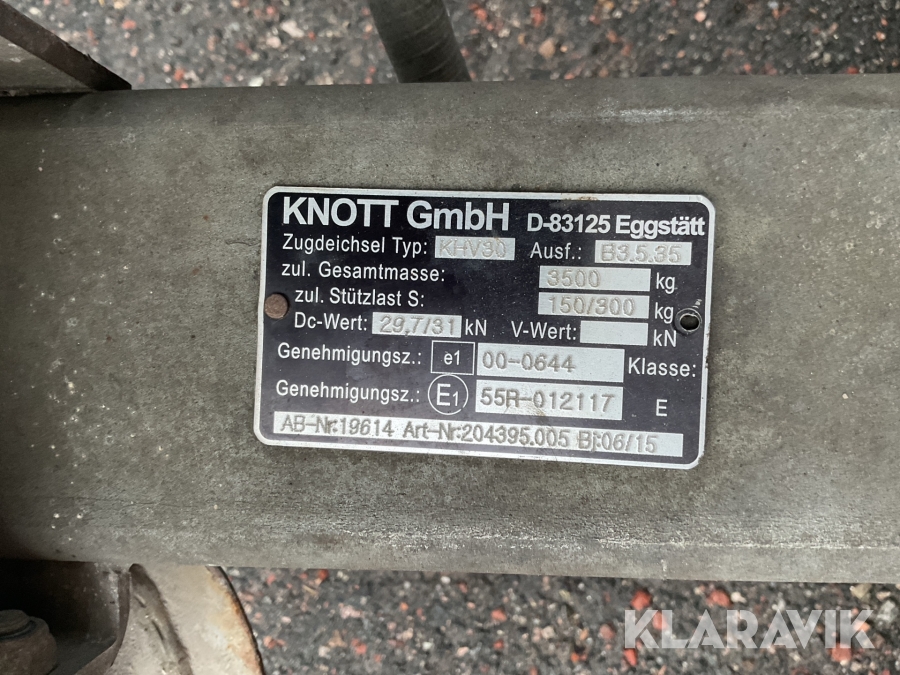 KNOTT GmbH D-83125 Eggstätt
Zugdeichsel Typ: KHV30 Ausf.: B3.5.35
zul. Gesamtmasse: 3500 kg
zul. Stützlast S: 150/300 kg
Dc-Wert: 29,7/31 kN V-Wert: kN
Genehmigungsz.: e1 00-0644 Klasse:
Genehmigungsz.: E1 55R-012117 E
AB-Nr:19614 Art-Nr:204395.005 Bj:06/15
KLARAVIK